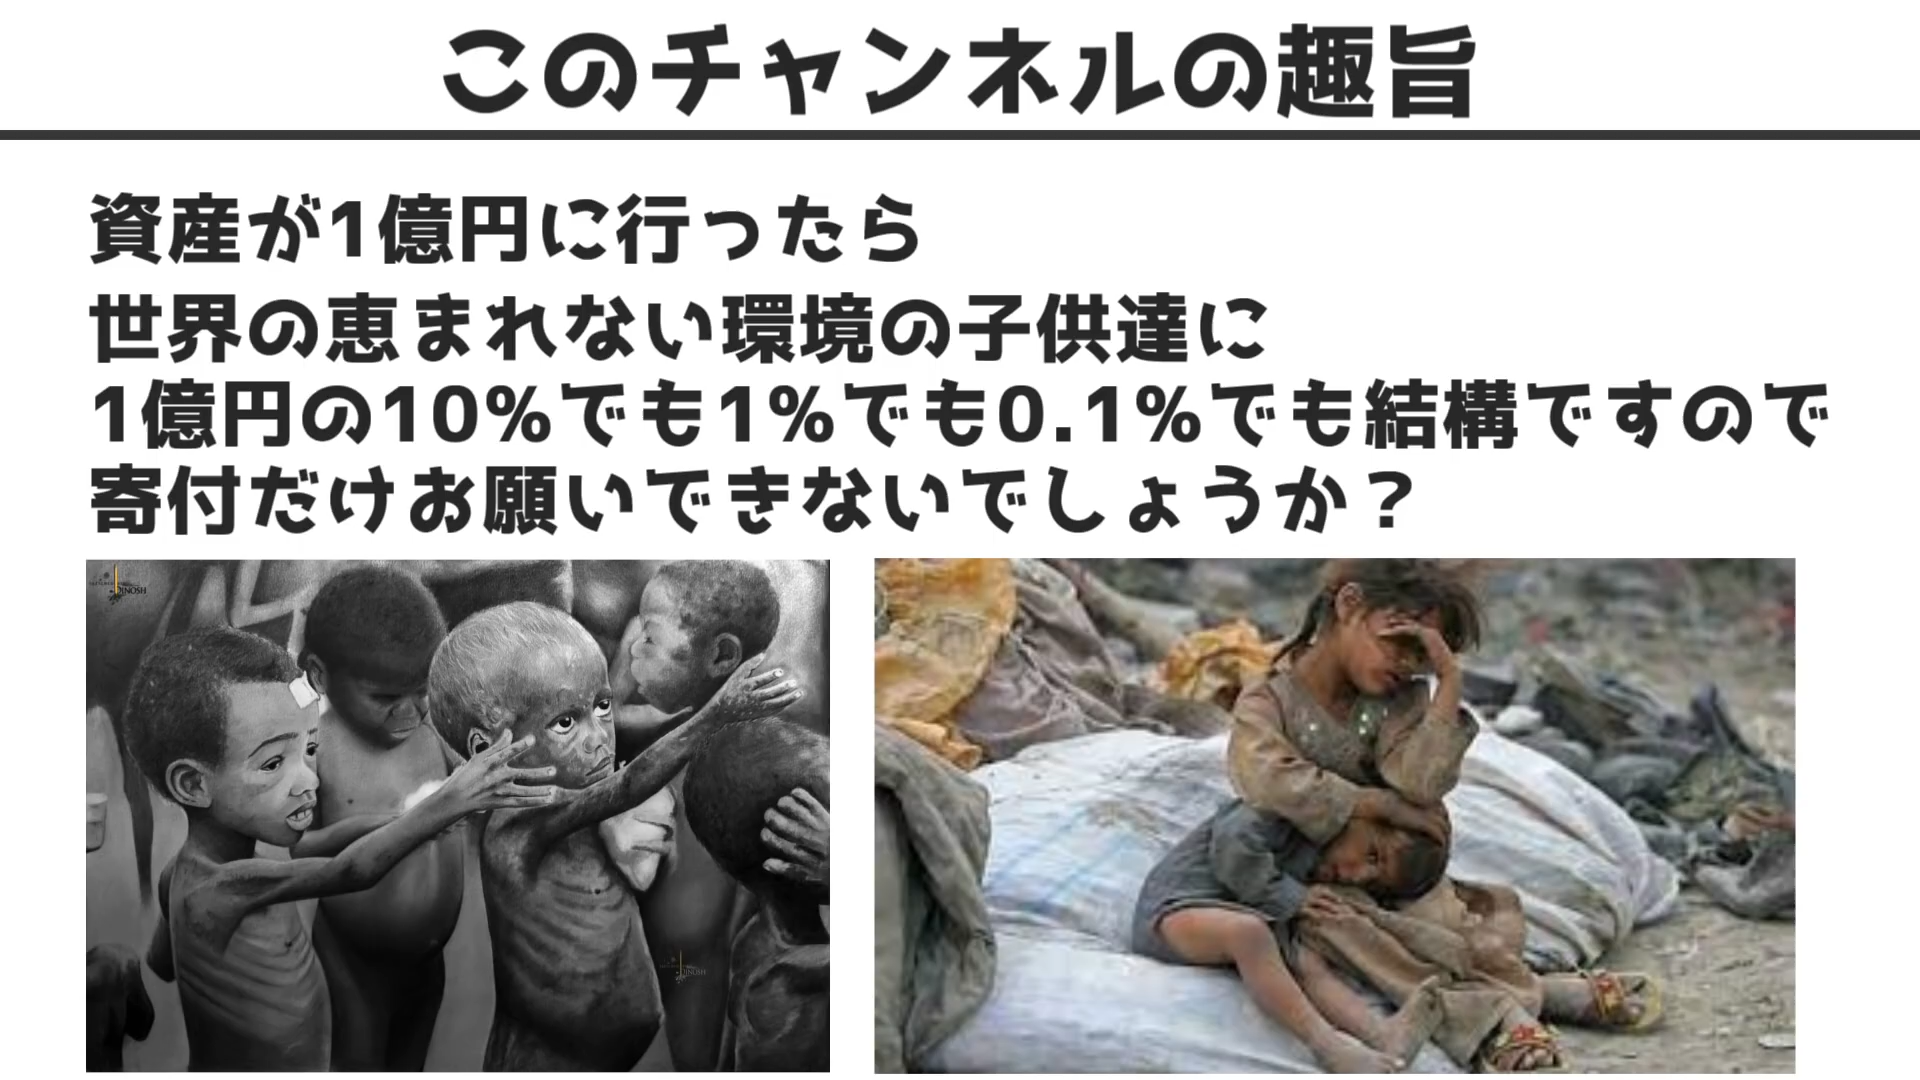 このチャンネルの趣旨
資産が1億円に行ったら
世界の恵まれない環境の子供達に
1億円の10%でも1%でも0.1%でも結構ですので
寄付だけお願いできないでしょうか？